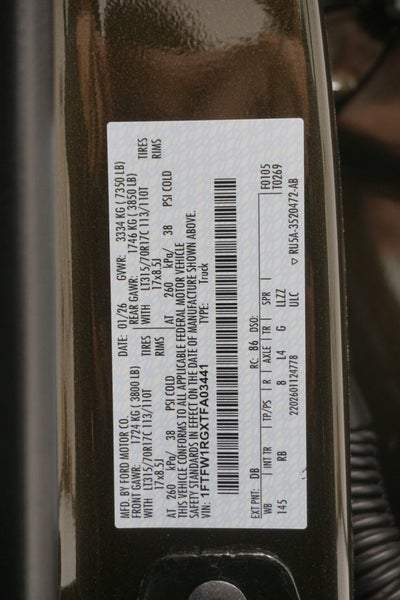 MFD. BY FORD MOTOR CO. DATE: 01/26 GVWR: 3334 KG (7350 LB)
FRONT GAWR: 1724 KG (3800 LB) REAR GAWR: 1746 KG (3850 LB)
WITH LT315/70R17C 113/110T TIRES WITH LT315/70R17C 113/110T TIRES
17x8.5J RIMS 17x8.5J RIMS
AT 260 kPa/ 38 PSI COLD AT 260 kPa/ 38 PSI COLD
THIS VEHICLE CONFORMS TO ALL APPLICABLE FEDERAL MOTOR VEHICLE
SAFETY STANDARDS IN EFFECT ON THE DATE OF MANUFACTURE SHOWN ABOVE.
VIN: 1FTFW1RGXTFA03441 TYPE: Truck
F0105
T0269
EXT PNT: DB RC: 86 DSO:
WB INT TR TP/PS R AXLE TR SPR
145 RB 8 L4 G LLZZ
2202601124778 ULC ▽ RU5A-3520472-AB